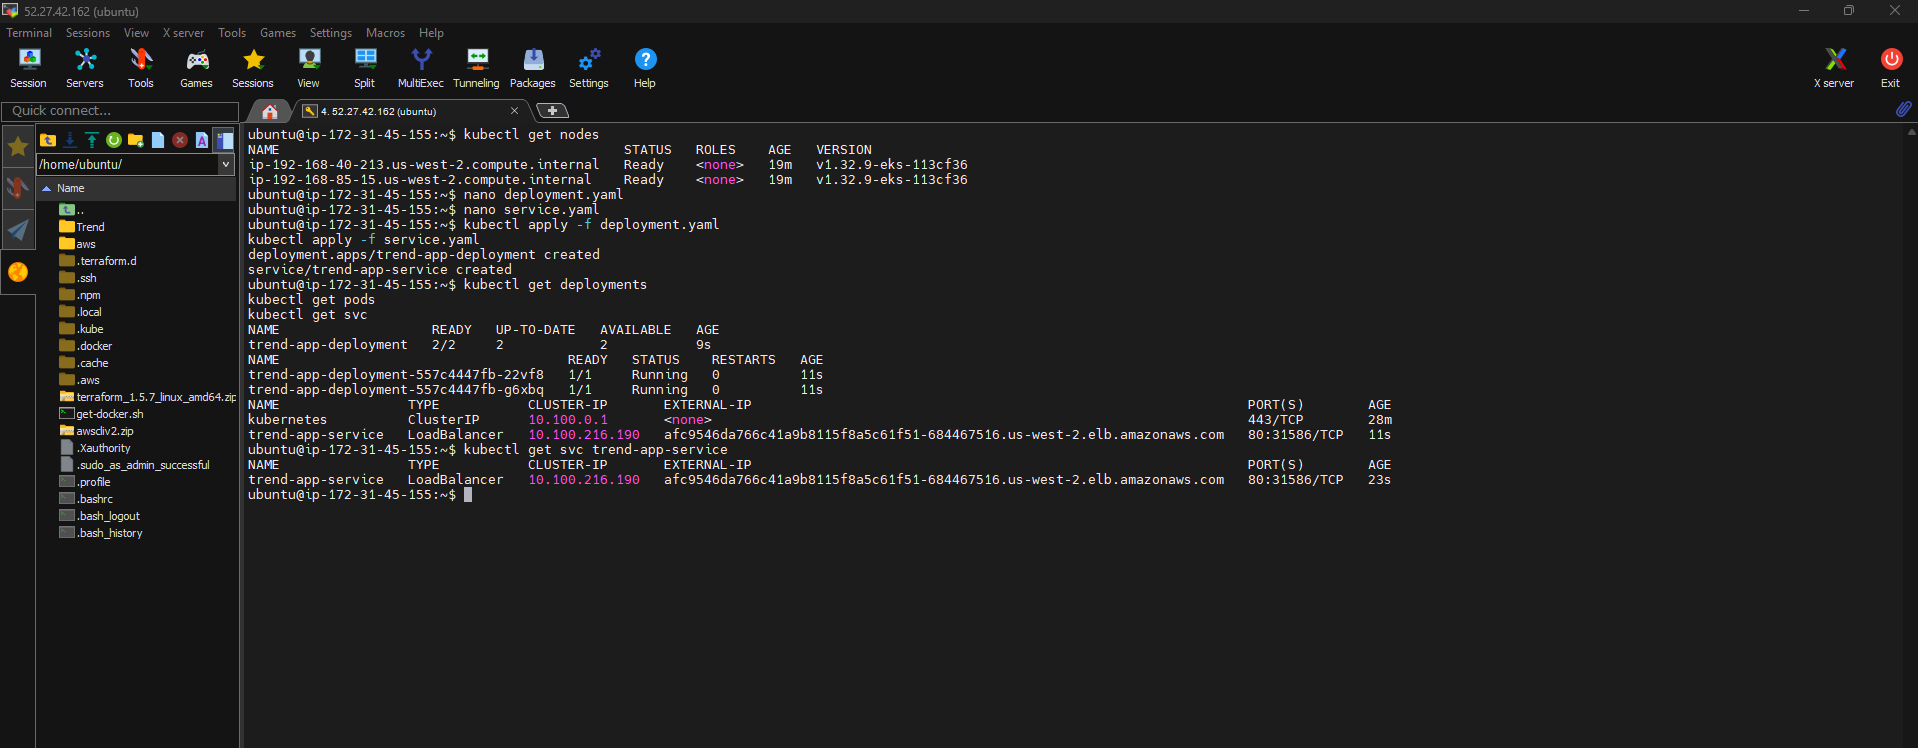 52.27.42.162 (ubuntu)
Terminal Sessions View X server Tools Games Settings Macros Help
Session Servers Tools Games Sessions View Split MultiExec Tunneling Packages Settings Help X server Exit
Quick connect...
4. 52.27.42.162 (ubuntu)
/home/ubuntu/
Name
..
Trend
aws
.terraform.d
.ssh
.npm
.local
.kube
.docker
.cache
.aws
terraform_1.5.7_linux_amd64.zip
get-docker.sh
awscliv2.zip
.Xauthority
.sudo_as_admin_successful
.profile
.bashrc
.bash_logout
.bash_history
ubuntu@ip-172-31-45-155:~$ kubectl get nodes
NAME STATUS ROLES AGE VERSION
ip-192-168-40-213.us-west-2.compute.internal Ready <none> 19m v1.32.9-eks-113cf36
ip-192-168-85-15.us-west-2.compute.internal Ready <none> 19m v1.32.9-eks-113cf36
ubuntu@ip-172-31-45-155:~$ nano deployment.yaml
ubuntu@ip-172-31-45-155:~$ nano service.yaml
ubuntu@ip-172-31-45-155:~$ kubectl apply -f deployment.yaml
kubectl apply -f service.yaml
deployment.apps/trend-app-deployment created
service/trend-app-service created
ubuntu@ip-172-31-45-155:~$ kubectl get deployments
kubectl get pods
kubectl get svc
NAME READY UP-TO-DATE AVAILABLE AGE
trend-app-deployment 2/2 2 2 9s
NAME READY STATUS RESTARTS AGE
trend-app-deployment-557c4447fb-22vf8 1/1 Running 0 11s
trend-app-deployment-557c4447fb-g6xbq 1/1 Running 0 11s
NAME TYPE CLUSTER-IP EXTERNAL-IP PORT(S) AGE
kubernetes ClusterIP 10.100.0.1 <none> 443/TCP 28m
trend-app-service LoadBalancer 10.100.216.190 afc9546da766c41a9b8115f8a5c61f51-684467516.us-west-2.elb.amazonaws.com 80:31586/TCP 11s
ubuntu@ip-172-31-45-155:~$ kubectl get svc trend-app-service
NAME TYPE CLUSTER-IP EXTERNAL-IP PORT(S) AGE
trend-app-service LoadBalancer 10.100.216.190 afc9546da766c41a9b8115f8a5c61f51-684467516.us-west-2.elb.amazonaws.com 80:31586/TCP 23s
ubuntu@ip-172-31-45-155:~$